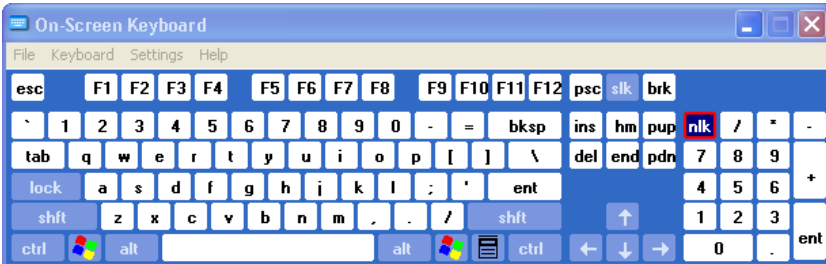 On-Screen Keyboard
File Keyboard Settings Help
esc F1 F2 F3 F4 F5 F6 F7 F8 F9 F10 F11 F12 psc slk brk
` 1 2 3 4 5 6 7 8 9 0 - = bksp ins hm pup nlk / * -
tab q w e r t y u i o p [ ] \ del end pdn 7 8 9 +
lock a s d f g h j k l ; ' ent 4 5 6
shft z x c v b n m , . / shft ↑ 1 2 3 ent
ctrl alt alt ctrl ← ↓ → 0 .